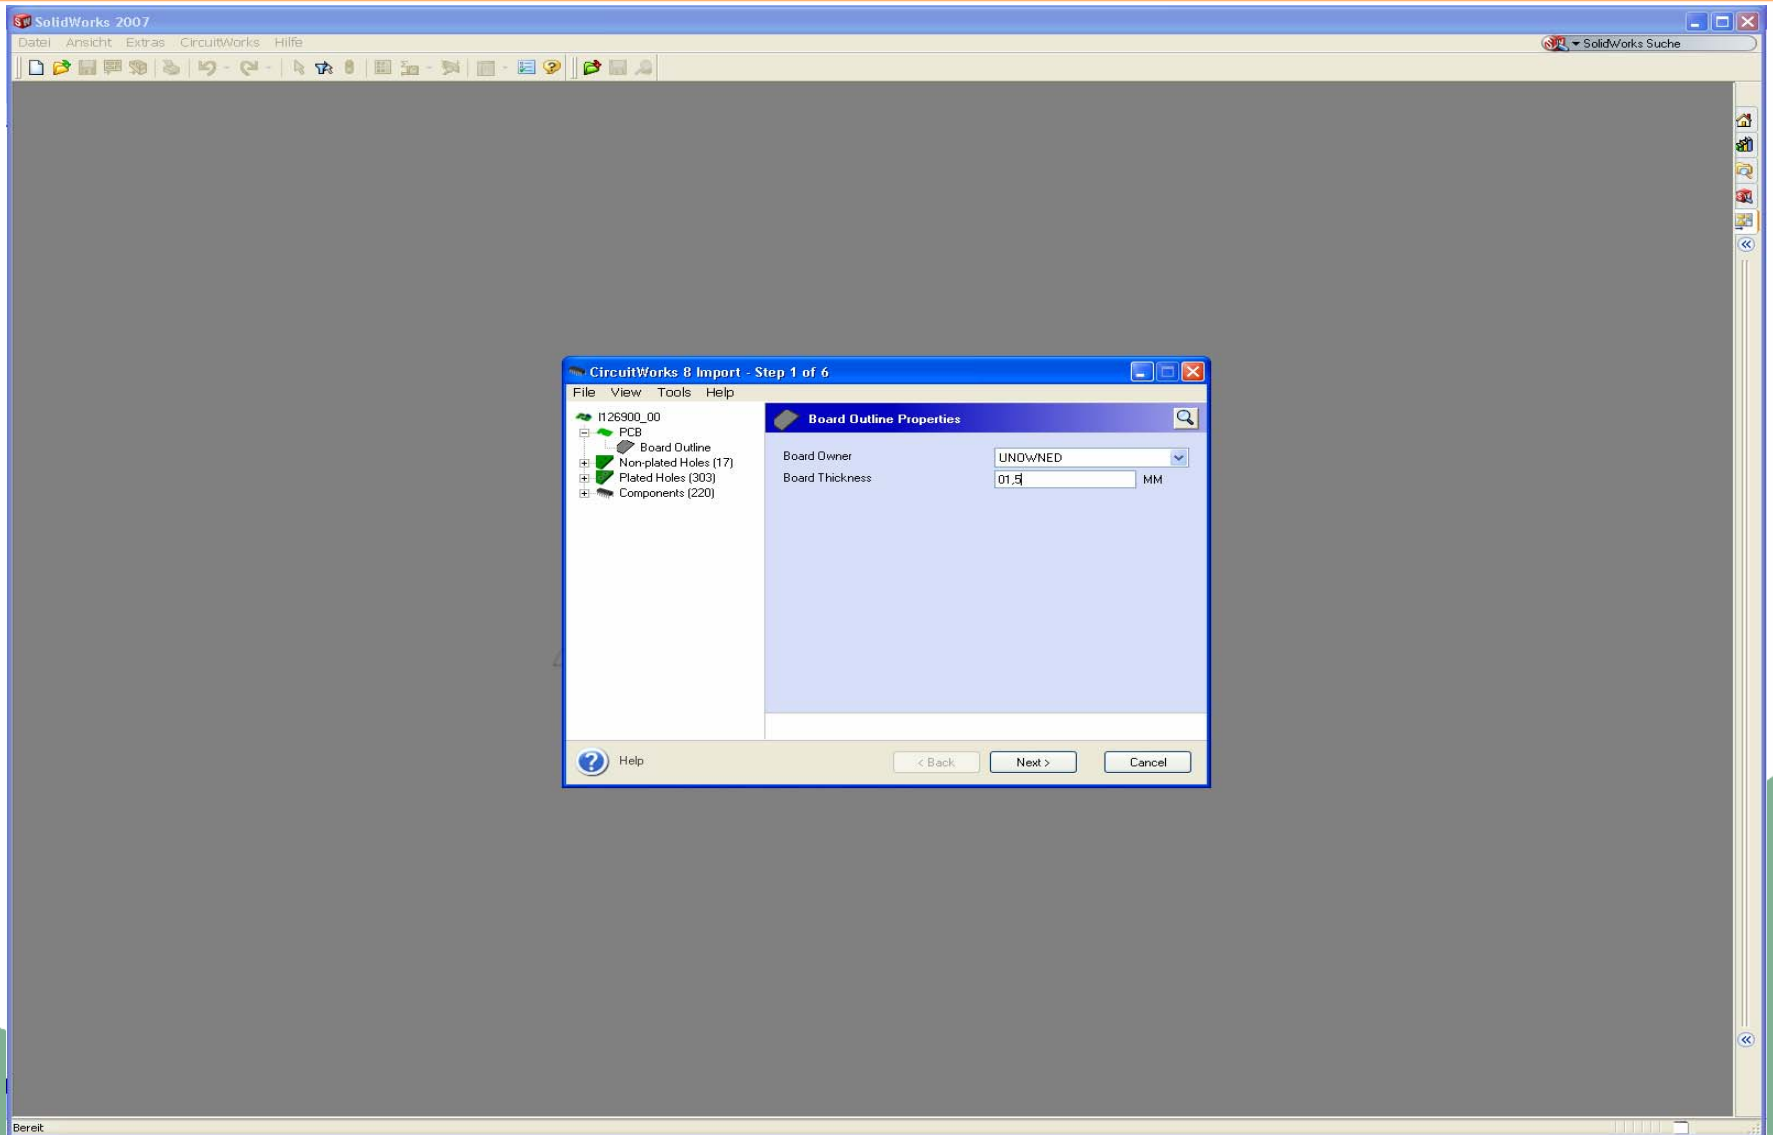 SolidWorks 2007
Datei Ansicht Extras CircuitWorks Hilfe
SolidWorks Suche
CircuitWorks 8 Import - Step 1 of 6
File View Tools Help
I126900_00
PCB
Board Outline
Non-plated Holes (17)
Plated Holes (303)
Components (220)
Board Outline Properties
Board Owner UNOWNED
Board Thickness 01,5 MM
Help < Back Next > Cancel
Bereit